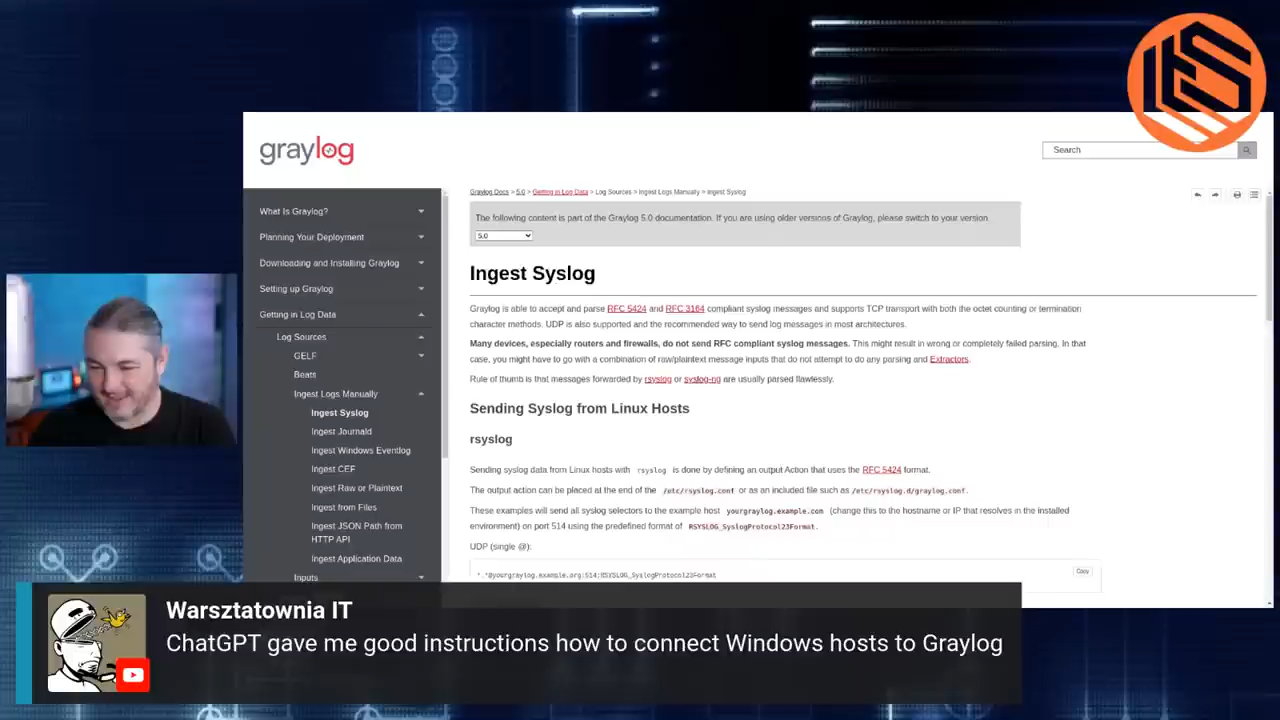 graylog
Search
What Is Graylog?
Planning Your Deployment
Downloading and Installing Graylog
Setting up Graylog
Getting in Log Data
Log Sources
GELF
Beats
Ingest Logs Manually
Ingest Syslog
Ingest Journald
Ingest Windows Eventlog
Ingest CEF
Ingest Raw or Plaintext
Ingest from Files
Ingest JSON Path from
HTTP API
Ingest Application Data
Inputs
Graylog Docs > 5.0 > Getting in Log Data > Log Sources > Ingest Logs Manually > Ingest Syslog
The following content is part of the Graylog 5.0 documentation. If you are using older versions of Graylog, please switch to your version.
5.0
Ingest Syslog
Graylog is able to accept and parse RFC 5424 and RFC 3164 compliant syslog messages and supports TCP transport with both the octet counting or termination
character methods. UDP is also supported and the recommended way to send log messages in most architectures.
Many devices, especially routers and firewalls, do not send RFC compliant syslog messages. This might result in wrong or completely failed parsing. In that
case, you might have to go with a combination of raw/plaintext message inputs that do not attempt to do any parsing and Extractors.
Rule of thumb is that messages forwarded by rsyslog or syslog-ng are usually parsed flawlessly.
Sending Syslog from Linux Hosts
rsyslog
Sending syslog data from Linux hosts with rsyslog is done by defining an output Action that uses the RFC 5424 format.
The output action can be placed at the end of the /etc/rsyslog.conf or as an included file such as /etc/rsyslog.d/graylog.conf.
These examples will send all syslog selectors to the example host yourgraylog.example.com (change this to the hostname or IP that resolves in the installed
environment) on port 514 using the predefined format of RSYSLOG_SyslogProtocol23Format.
UDP (single @):
Copy
*.*@yourgraylog.example.org:514;RSYSLOG_SyslogProtocol23Format
Warsztatownia IT
ChatGPT gave me good instructions how to connect Windows hosts to Graylog